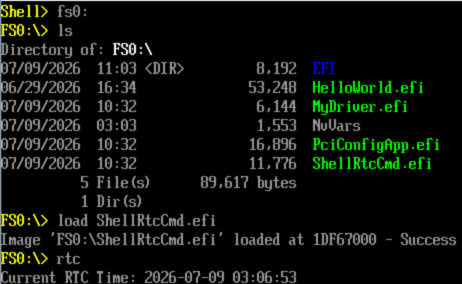 Shell> fs0:
FS0:\> ls
Directory of: FS0:\
07/09/2026  11:03 <DIR>         8,192  EFI
06/29/2026  16:34              53,248  HelloWorld.efi
07/09/2026  10:32               6,144  MyDriver.efi
07/09/2026  03:03               1,553  NvVars
07/09/2026  10:32              16,896  PciConfigApp.efi
07/09/2026  10:32              11,776  ShellRtcCmd.efi
5 File(s)      89,617 bytes
1 Dir(s)
FS0:\> load ShellRtcCmd.efi
Image 'FS0:\ShellRtcCmd.efi' loaded at 1DF67000 - Success
FS0:\> rtc
Current RTC Time: 2026-07-09 03:06:53